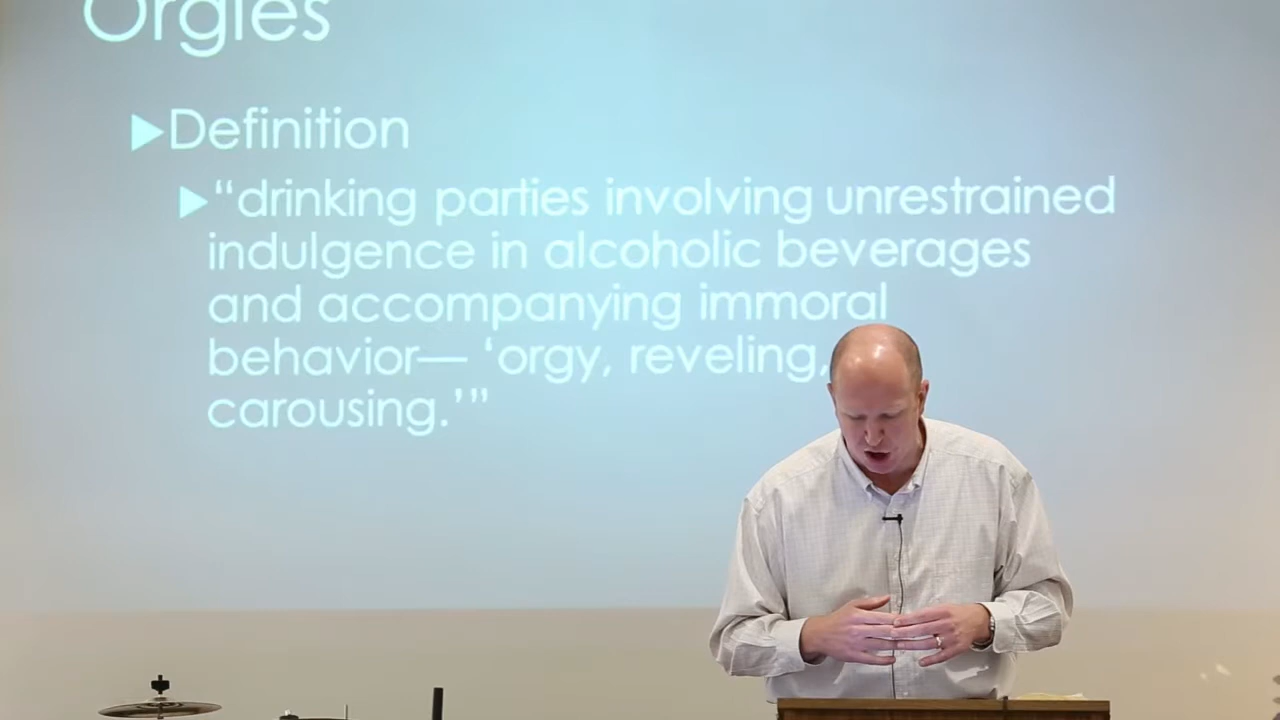 Orgies
Definition
“drinking parties involving unrestrained
indulgence in alcoholic beverages
and accompanying immoral
behavior— ‘orgy, reveling,
carousing.’”